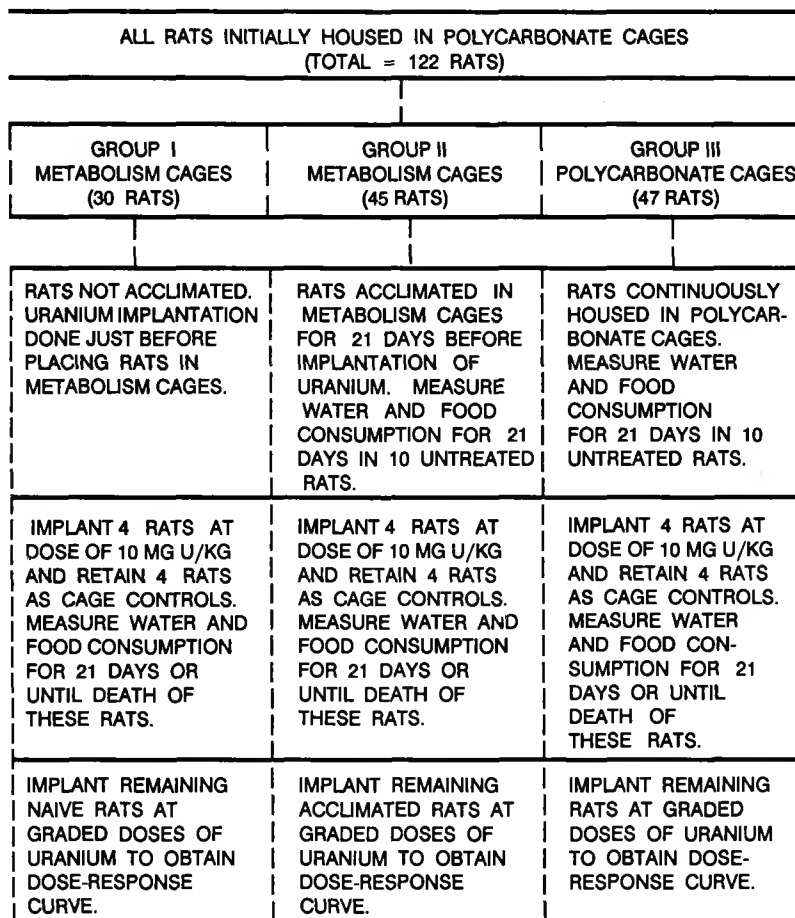 ALL RATS INITIALLY HOUSED IN POLYCARBONATE CAGES
(TOTAL = 122 RATS)
GROUP I
METABOLISM CAGES
(30 RATS)
GROUP II
METABOLISM CAGES
(45 RATS)
GROUP III
POLYCARBONATE CAGES
(47 RATS)
RATS NOT ACCLIMATED.
URANIUM IMPLANTATION
DONE JUST BEFORE
PLACING RATS IN
METABOLISM CAGES.
RATS ACCLIMATED IN
METABOLISM CAGES
FOR 21 DAYS BEFORE
IMPLANTATION OF
URANIUM. MEASURE
WATER AND FOOD
CONSUMPTION FOR 21
DAYS IN 10 UNTREATED
RATS.
RATS CONTINUOUSLY
HOUSED IN POLYCAR-
BONATE CAGES.
MEASURE WATER
AND FOOD
CONSUMPTION
FOR 21 DAYS IN 10
UNTREATED RATS.
IMPLANT 4 RATS AT
DOSE OF 10 MG U/KG
AND RETAIN 4 RATS
AS CAGE CONTROLS.
MEASURE WATER AND
FOOD CONSUMPTION
FOR 21 DAYS OR
UNTIL DEATH OF
THESE RATS.
IMPLANT 4 RATS AT
DOSE OF 10 MG U/KG
AND RETAIN 4 RATS
AS CAGE CONTROLS.
MEASURE WATER AND
FOOD CONSUMPTION
FOR 21 DAYS OR
UNTIL DEATH OF
THESE RATS.
IMPLANT 4 RATS AT
DOSE OF 10 MG U/KG
AND RETAIN 4 RATS
AS CAGE CONTROLS.
MEASURE WATER
AND FOOD CON-
SUMPTION FOR 21
DAYS OR UNTIL
DEATH OF
THESE RATS.
IMPLANT REMAINING
NAIVE RATS AT
GRADED DOSES OF
URANIUM TO OBTAIN
DOSE-RESPONSE
CURVE.
IMPLANT REMAINING
ACCLIMATED RATS AT
GRADED DOSES OF
URANIUM TO OBTAIN
DOSE-RESPONSE
CURVE.
IMPLANT REMAINING
RATS AT GRADED
DOSES OF URANIUM
TO OBTAIN DOSE-
RESPONSE CURVE.